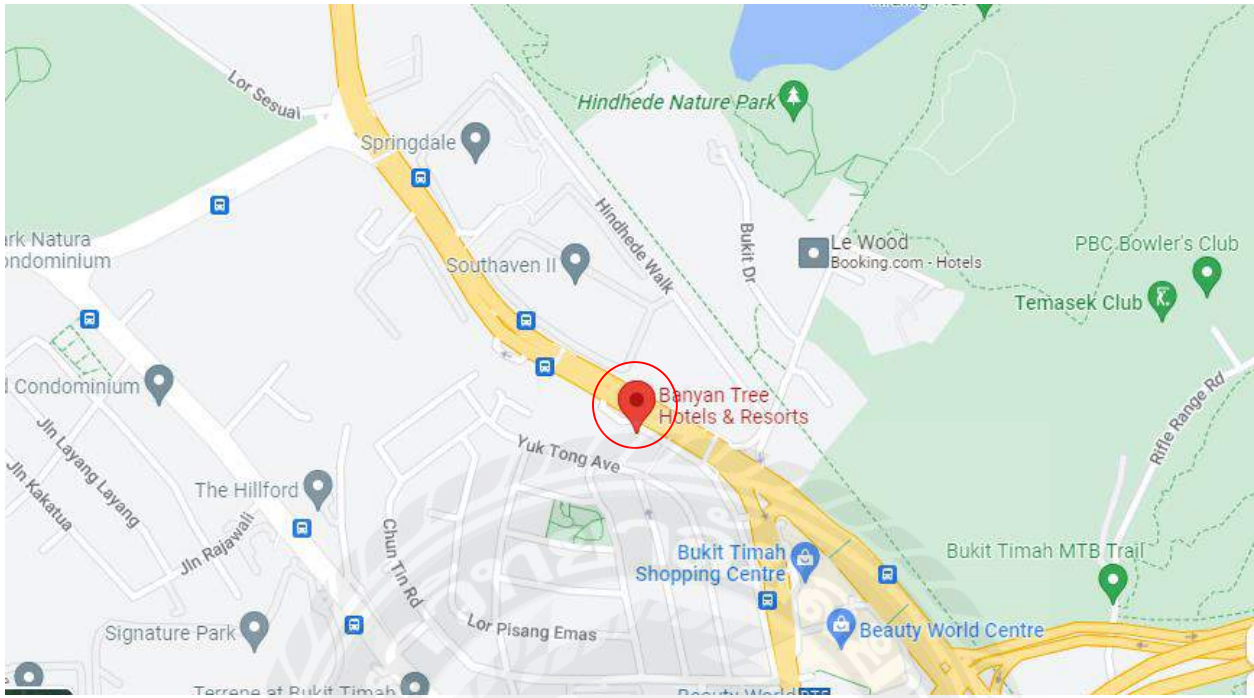 Lor Sesuai
Springdale
Hindhede Nature Park
Hindhede Walk
Bukit Dr
Le Wood
Booking.com - Hotels
PBC Bowler's Club
Temasek Club
ark Natura
ondominium
Southaven II
Banyan Tree
Hotels & Resorts
Rifle Range Rd
d Condominium
Yuk Tong Ave
Jln Layang Layang
Jln Kakatua
The Hillford
Jln Rajawali
Chun Tin Rd
Bukit Timah
Shopping Centre
Bukit Timah MTB Trail
Lor Pisang Emas
Signature Park
Beauty World Centre
Terrene at Bukit Timah
Beauty World